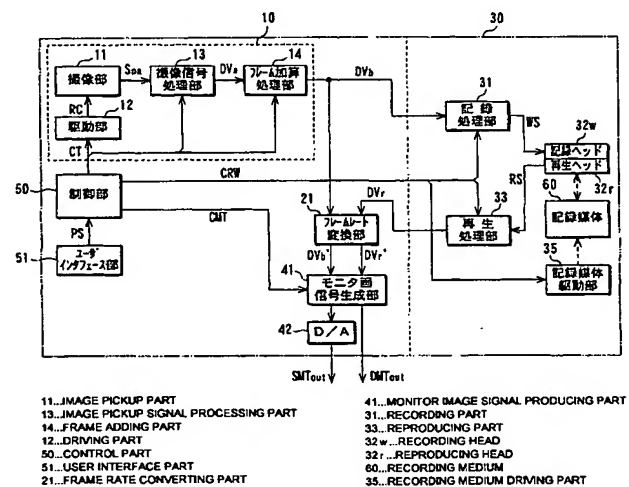 10
30
11
13
14
撮像部
Spa
撮像信号
処理部
DVa
フレーム加算
処理部
DVb
31
記録
処理部
WS
RC
12
駆動部
CT
32w
記録ヘッド
再生ヘッド
32r
RS
50
制御部
CRW
DVr
33
再生
処理部
60
記録媒体
CMT
21
フレームレート
変換部
PS
51
ユーザ
インタフェース部
DVb'
DVr'
35
記録媒体
駆動部
41
モニタ画
信号生成部
42
D/A
SMTout
DMTout
11...IMAGE PICKUP PART
13...IMAGE PICKUP SIGNAL PROCESSING PART
14...FRAME ADDING PART
12...DRIVING PART
50...CONTROL PART
51...USER INTERFACE PART
21...FRAME RATE CONVERTING PART
41...MONITOR IMAGE SIGNAL PRODUCING PART
31...RECORDING PART
33...REPRODUCING PART
32w...RECORDING HEAD
32r...REPRODUCING HEAD
60...RECORDING MEDIUM
35...RECORDING MEDIUM DRIVING PART